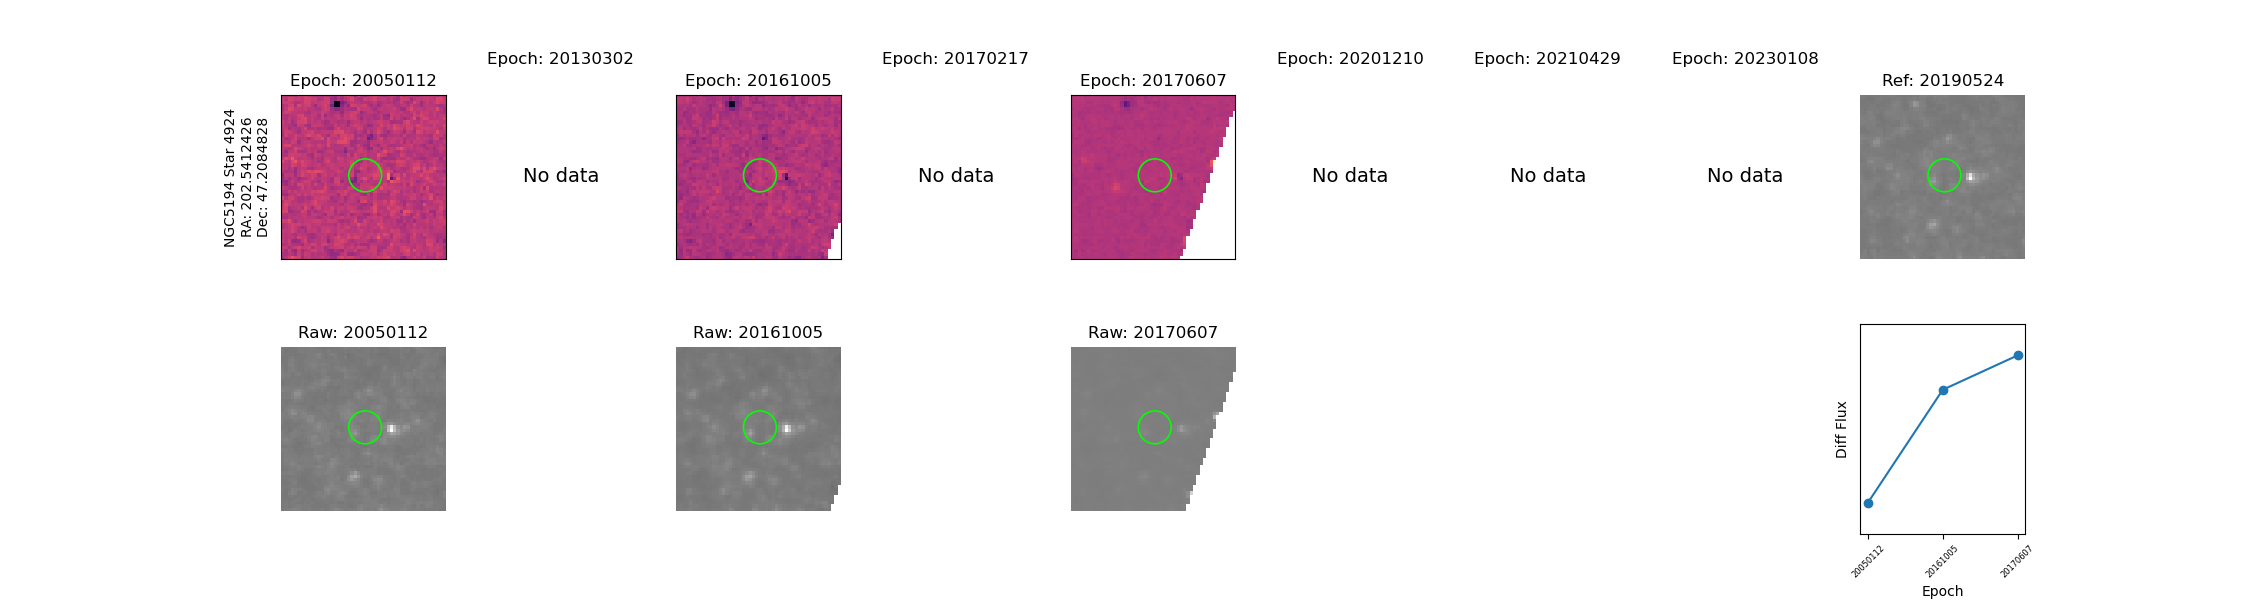 Epoch: 20050112
Epoch: 20130302
Epoch: 20161005
Epoch: 20170217
Epoch: 20170607
Epoch: 20201210
Epoch: 20210429
Epoch: 20230108
Ref: 20190524
NGC5194 Star 4924
RA: 202.5412426
Dec: 47.2084828
No data
No data
No data
No data
No data
Raw: 20050112
Raw: 20161005
Raw: 20170607
Diff Flux
20050112
20161005
20170607
Epoch